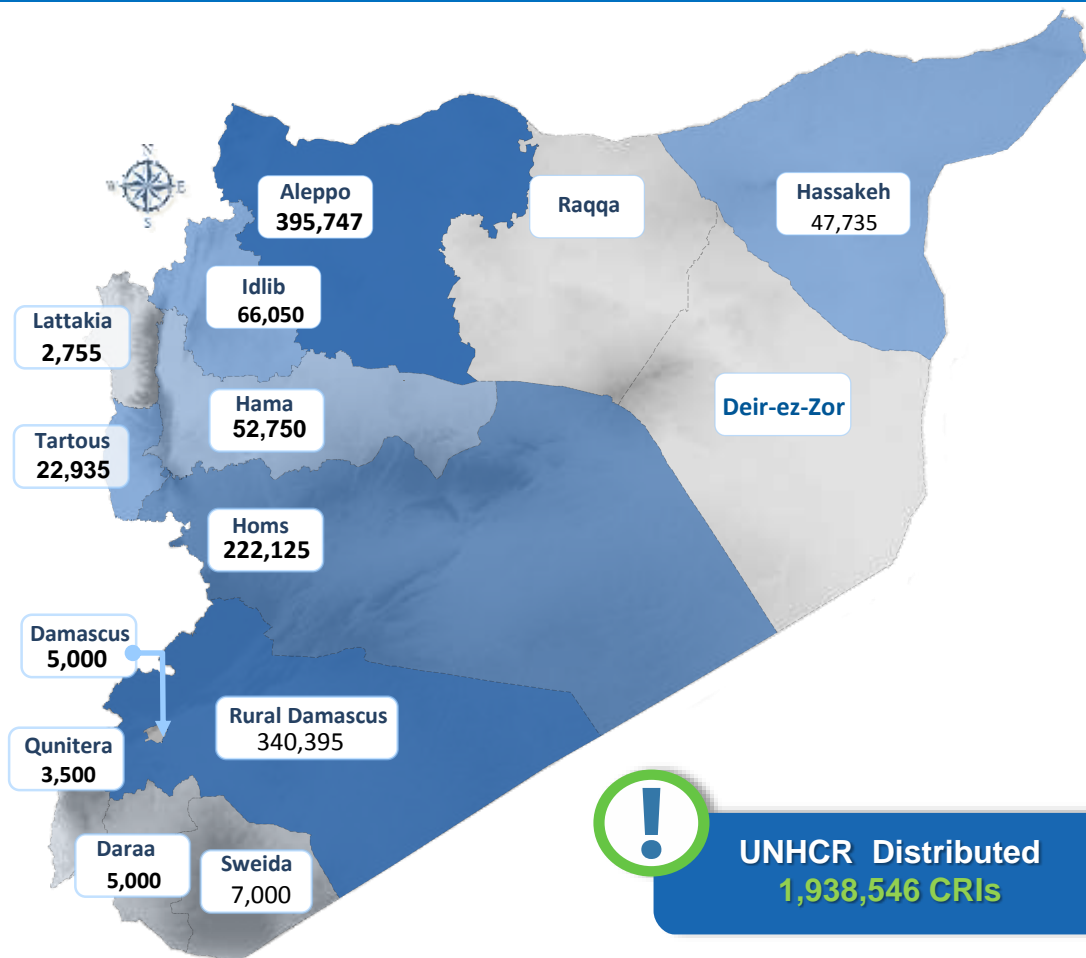 N
W E
S
Aleppo
395,747
Raqqa
Hassakeh
47,735
Idlib
66,050
Lattakia
2,755
Hama
52,750
Deir-ez-Zor
Tartous
22,935
Homs
222,125
Damascus
5,000
Rural Damascus
340,395
Qunitera
3,500
Daraa
5,000
Sweida
7,000
!
UNHCR Distributed
1,938,546 CRIs